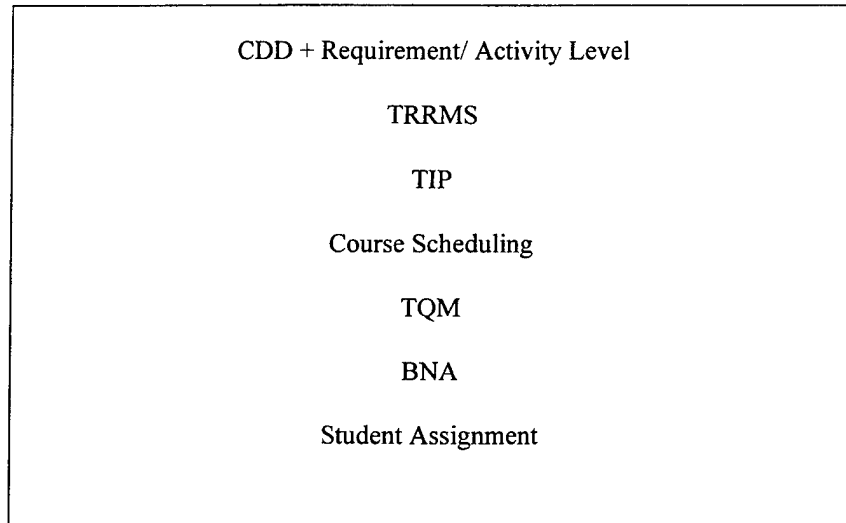 CDD + Requirement/ Activity Level
TRRMS
TIP
Course Scheduling
TQM
BNA
Student Assignment